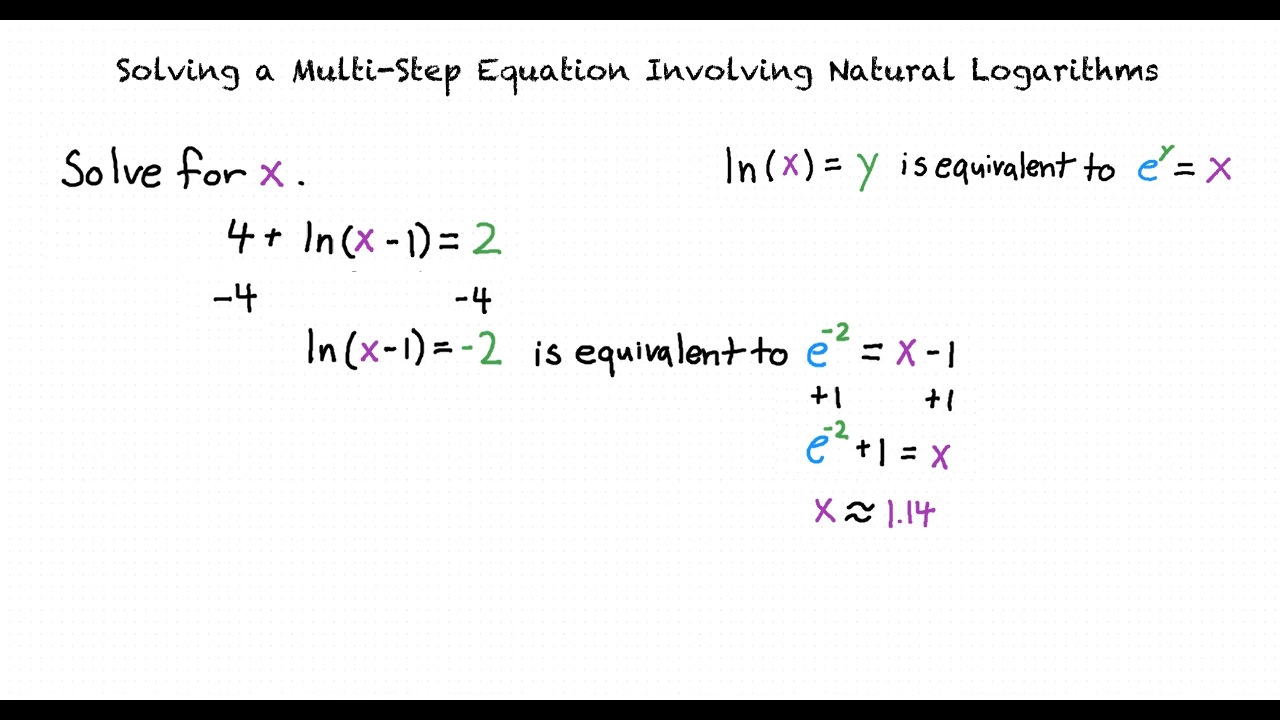 Solving a Multi-Step Equation Involving Natural Logarithms
Solve for x.
ln(x) = y is equivalent to e^y = x
4 + ln(x - 1) = 2
-4 -4
ln(x - 1) = -2 is equivalent to e^-2 = x - 1
+1 +1
e^-2 + 1 = x
x ≈ 1.14